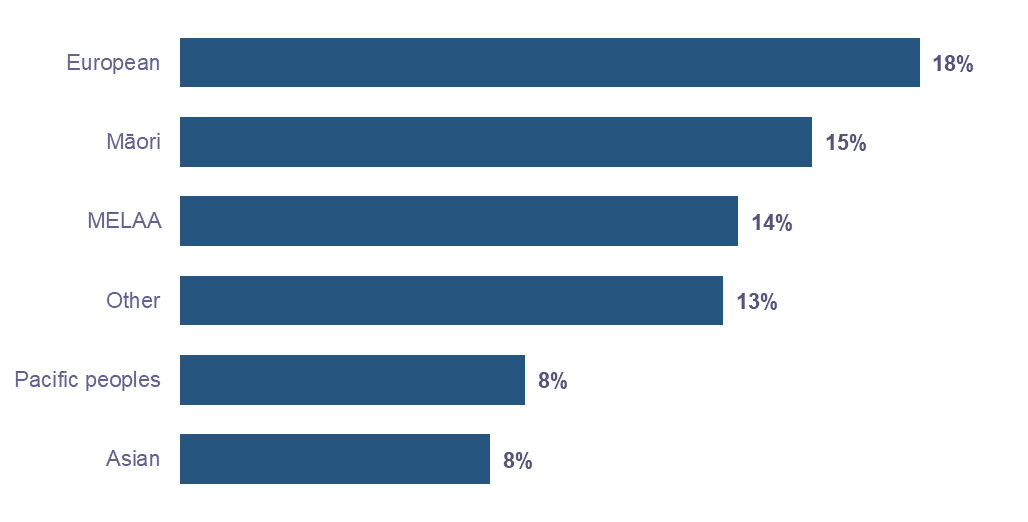 European 18%
Māori 15%
MELAA 14%
Other 13%
Pacific peoples 8%
Asian 8%